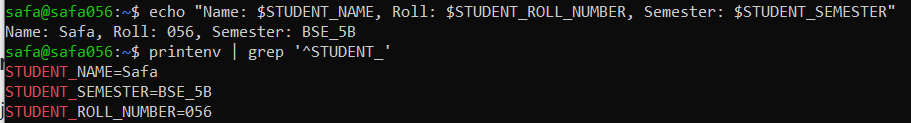 safa@safa056:~$ echo "Name: $STUDENT_NAME, Roll: $STUDENT_ROLL_NUMBER, Semester: $STUDENT_SEMESTER"
Name: Safa, Roll: 056, Semester: BSE_5B
safa@safa056:~$ printenv | grep '^STUDENT_'
STUDENT_NAME=Safa
STUDENT_SEMESTER=BSE_5B
STUDENT_ROLL_NUMBER=056